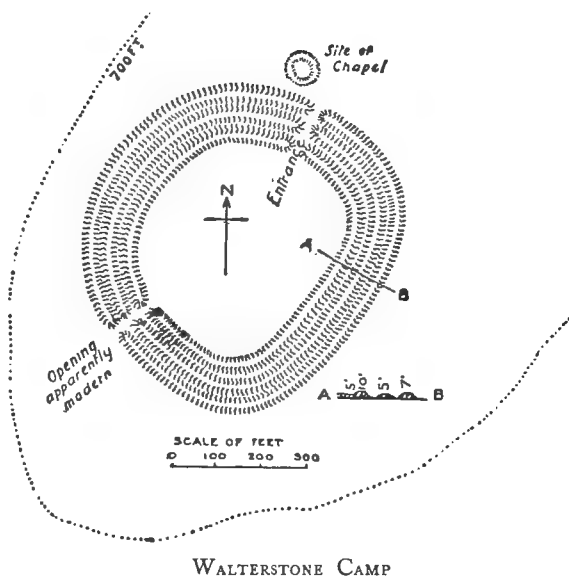 700 FT
Site of
Chapel
Entrance
N
A
B
Opening
apparently
modern
A 5' 10' 5' 7' B
SCALE OF FEET
0 100 200 300
WALTERSTONE CAMP